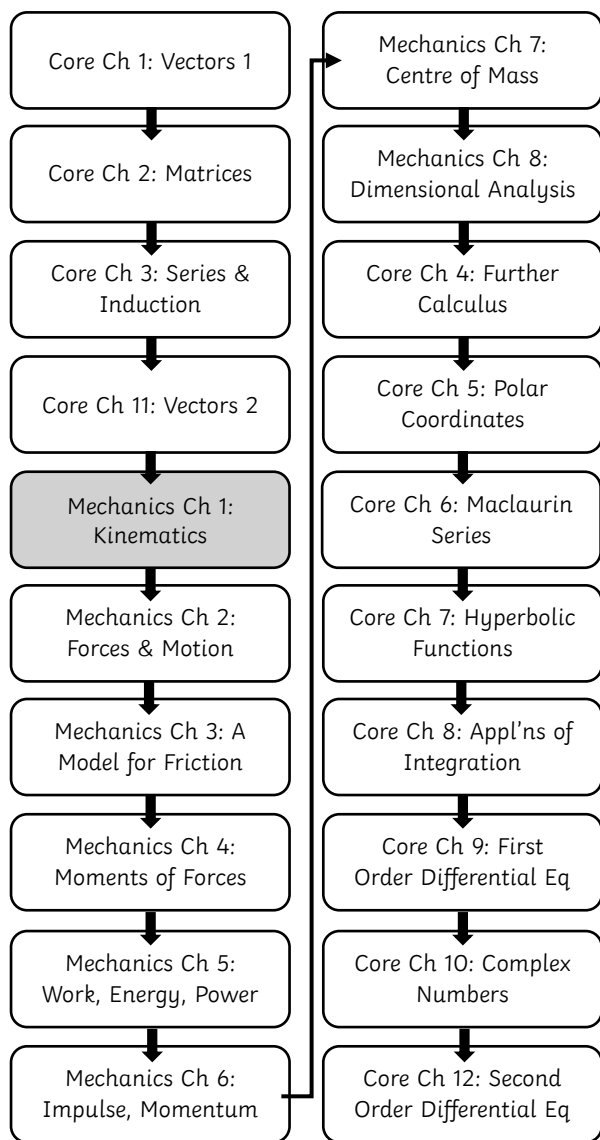 Core Ch 1: Vectors 1
Core Ch 2: Matrices
Core Ch 3: Series &
Induction
Core Ch 11: Vectors 2
Mechanics Ch 1:
Kinematics
Mechanics Ch 2:
Forces & Motion
Mechanics Ch 3: A
Model for Friction
Mechanics Ch 4:
Moments of Forces
Mechanics Ch 5:
Work, Energy, Power
Mechanics Ch 6:
Impulse, Momentum
Mechanics Ch 7:
Centre of Mass
Mechanics Ch 8:
Dimensional Analysis
Core Ch 4: Further
Calculus
Core Ch 5: Polar
Coordinates
Core Ch 6: Maclaurin
Series
Core Ch 7: Hyperbolic
Functions
Core Ch 8: Appl’ns of
Integration
Core Ch 9: First
Order Differential Eq
Core Ch 10: Complex
Numbers
Core Ch 12: Second
Order Differential Eq